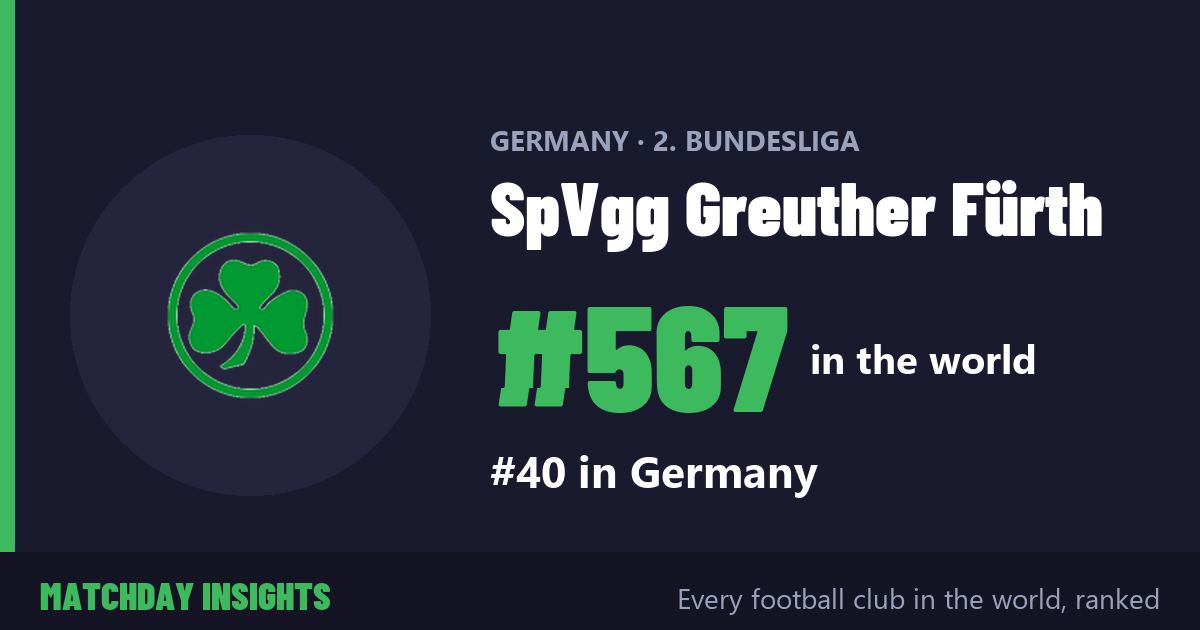 GERMANY · 2. BUNDESLIGA
SpVgg Greuther Fürth
#567 in the world
#40 in Germany
MATCHDAY INSIGHTS
Every football club in the world, ranked